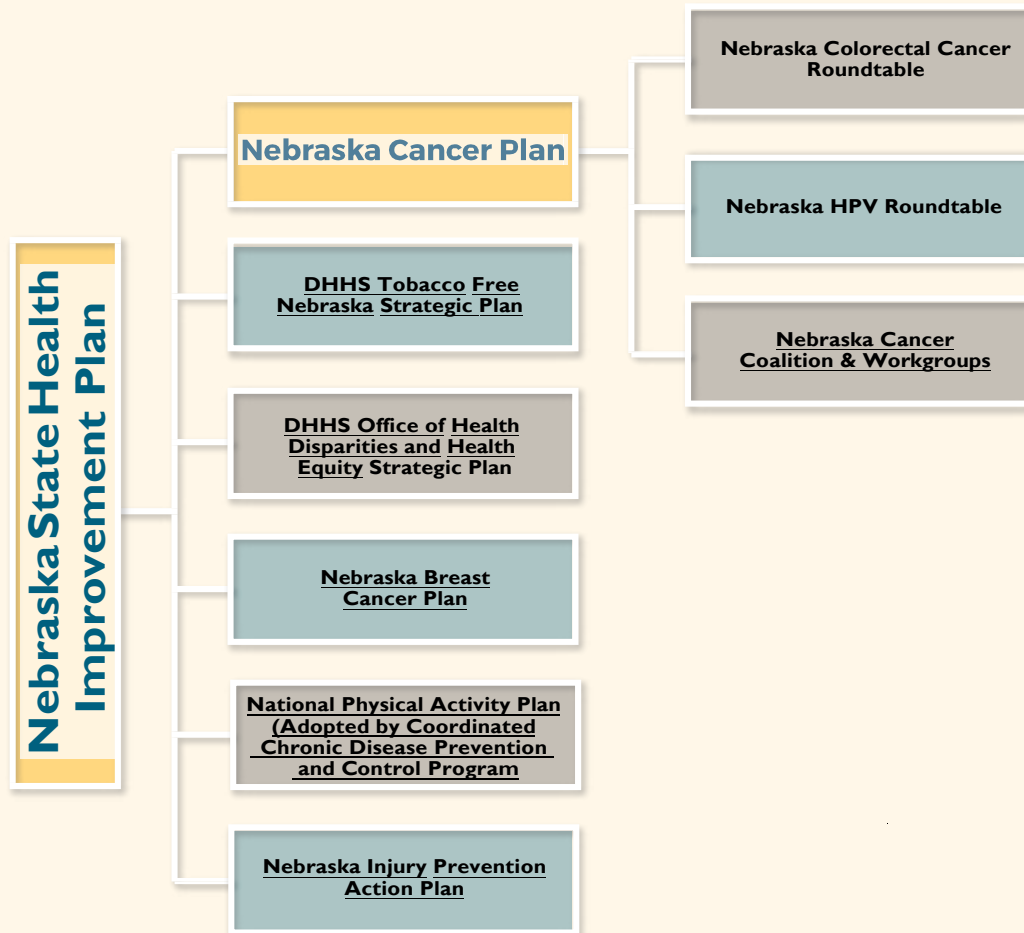 Nebraska State Health
Improvement Plan
Nebraska Cancer Plan
DHHS Tobacco Free
Nebraska Strategic Plan
DHHS Office of Health
Disparities and Health
Equity Strategic Plan
Nebraska Breast
Cancer Plan
National Physical Activity Plan
(Adopted by Coordinated
Chronic Disease Prevention
and Control Program
Nebraska Injury Prevention
Action Plan
Nebraska Colorectal Cancer
Roundtable
Nebraska HPV Roundtable
Nebraska Cancer
Coalition & Workgroups